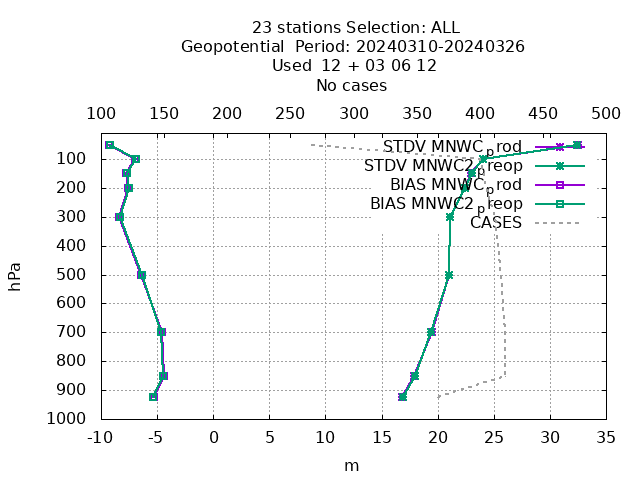 23 stations Selection: ALL
Geopotential  Period: 20240310-20240326
Used  12 + 03 06 12
No cases
100 150 200 250 300 350 400 450 500
STDV MNWC_prod
STDV MNWC2_preop
BIAS MNWC_prod
BIAS MNWC2_preop
CASES
hPa
100
200
300
400
500
600
700
800
900
1000
-10 -5 0 5 10 15 20 25 30 35
m